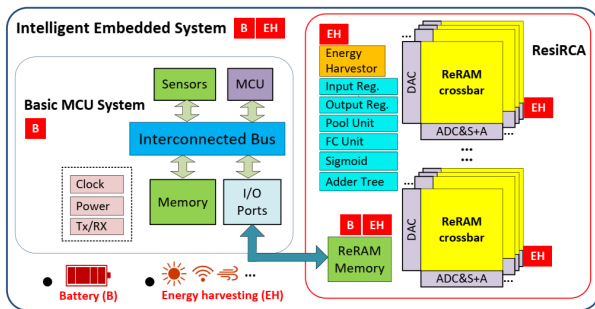 Intelligent Embedded System B EH
Basic MCU System
B
Sensors
MCU
Interconnected Bus
Memory
I/O
Ports
Clock
Power
Tx/RX
Battery (B)
Energy harvesting (EH)
...
ResiRCA
EH
Energy
Harvestor
Input Reg.
Output Reg.
Pool Unit
FC Unit
Sigmoid
Adder Tree
B EH
ReRAM
Memory
...
DAC
ReRAM
crossbar
EH
ADC&S+A
...
... ...
...
DAC
ReRAM
crossbar
EH
ADC&S+A
...